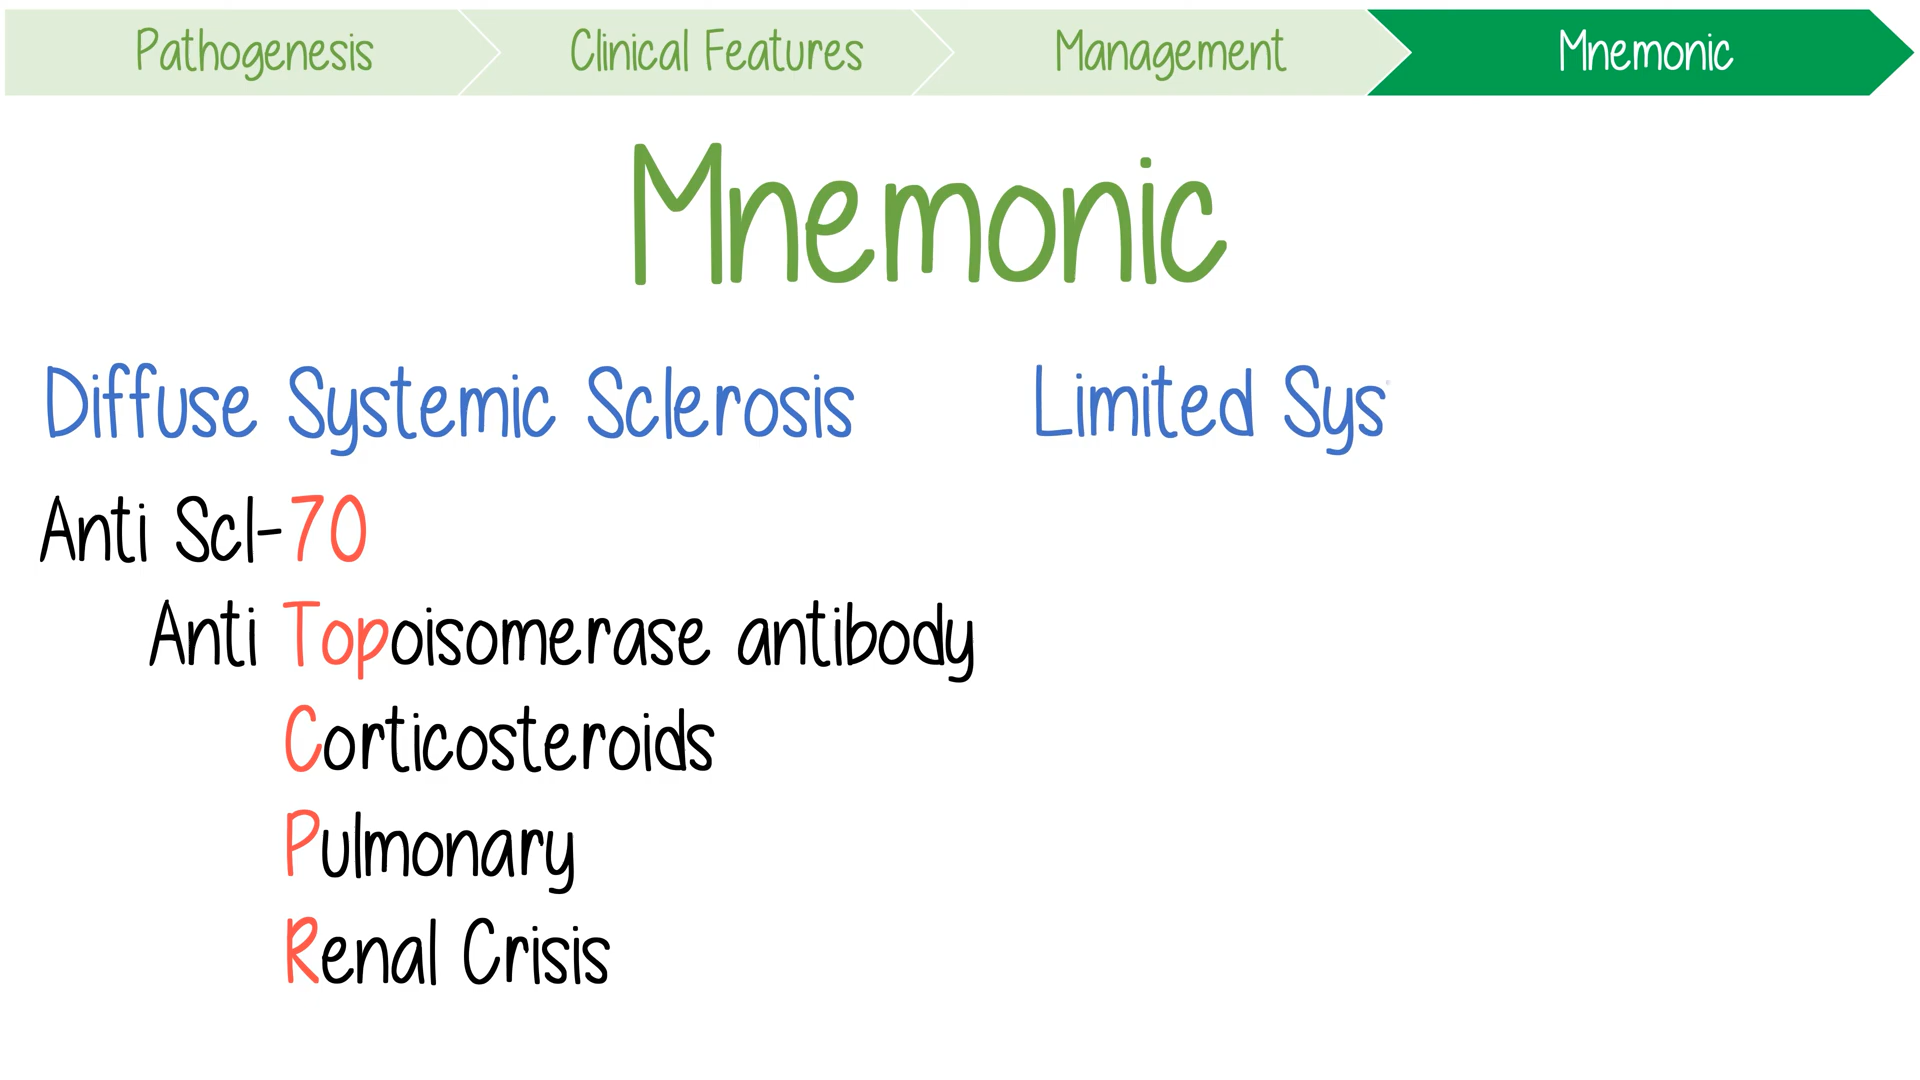 Pathogenesis
Clinical Features
Management
Mnemonic
Mnemonic
Diffuse Systemic Sclerosis
Limited Sys
Anti Scl-70
Anti Topoisomerase antibody
Corticosteroids
Pulmonary
Renal Crisis